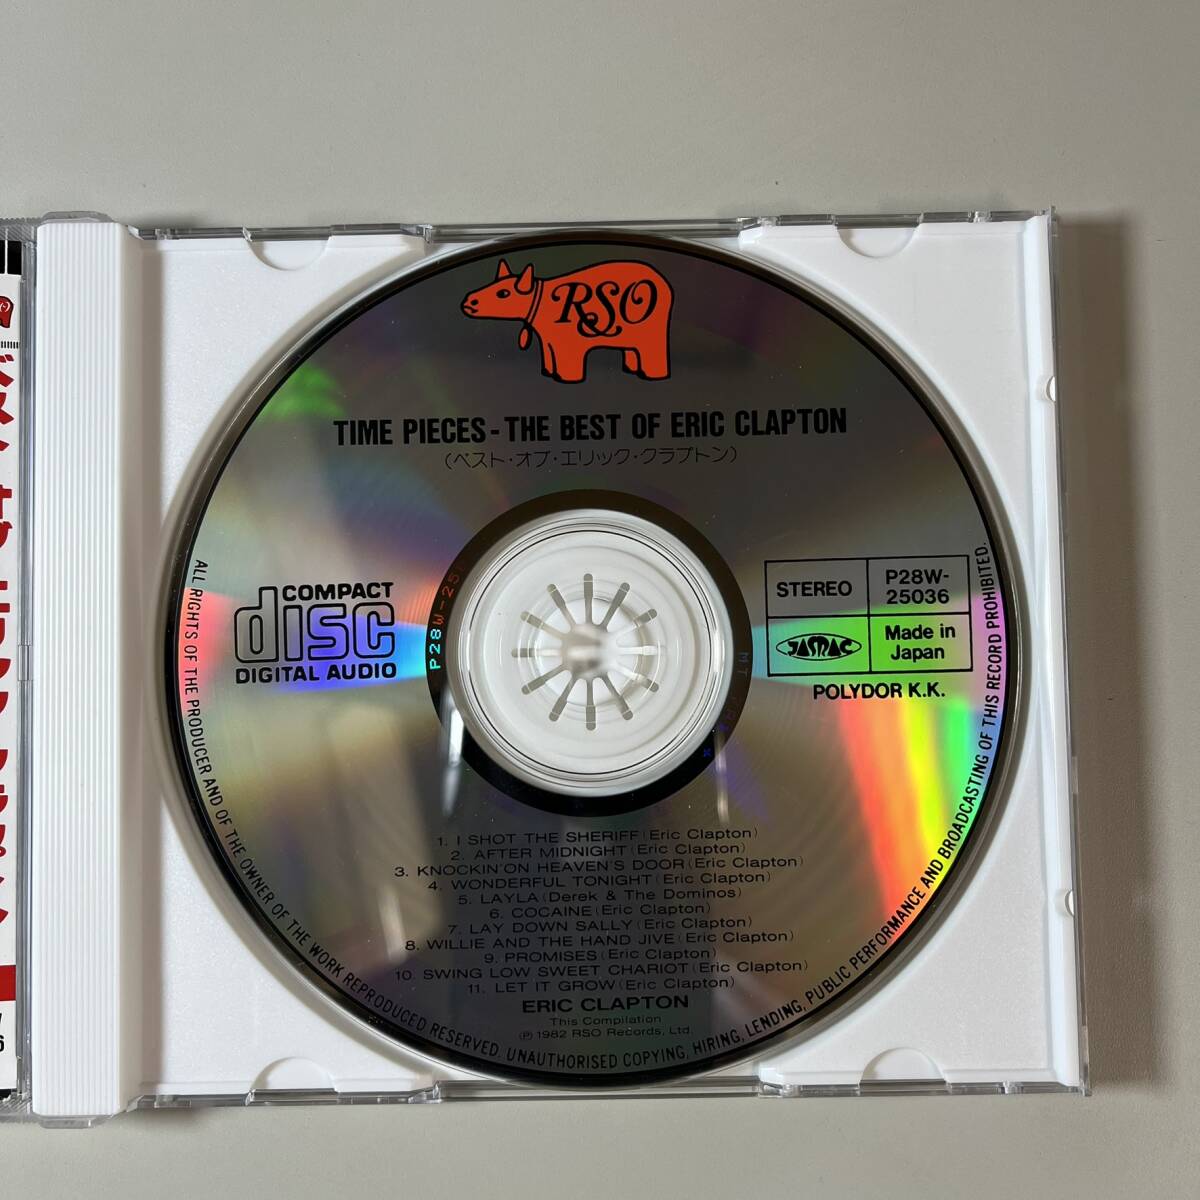 RSO
TIME PIECES - THE BEST OF ERIC CLAPTON
(ベスト・オブ・エリック・クラプトン)
COMPACT
disc
DIGITAL AUDIO
STEREO
P28W-
25036
JASRAC
Made in
Japan
POLYDOR K.K.
1. I SHOT THE SHERIFF (Eric Clapton)
2. AFTER MIDNIGHT (Eric Clapton)
3. KNOCKIN'ON HEAVEN'S DOOR (Eric Clapton)
4. WONDERFUL TONIGHT (Eric Clapton)
5. LAYLA (Derek & The Dominos)
6. COCAINE (Eric Clapton)
7. LAY DOWN SALLY (Eric Clapton)
8. WILLIE AND THE HAND JIVE (Eric Clapton)
9. PROMISES (Eric Clapton)
10. SWING LOW SWEET CHARIOT (Eric Clapton)
11. LET IT GROW (Eric Clapton)
ERIC CLAPTON
This Compilation
℗ 1982 RSO Records, Ltd.
ALL RIGHTS OF THE PRODUCER AND OF THE OWNER OF THE WORK REPRODUCED RESERVED. UNAUTHORISED COPYING, HIRING, LENDING, PUBLIC PERFORMANCE AND BROADCASTING OF THIS RECORD PROHIBITED.